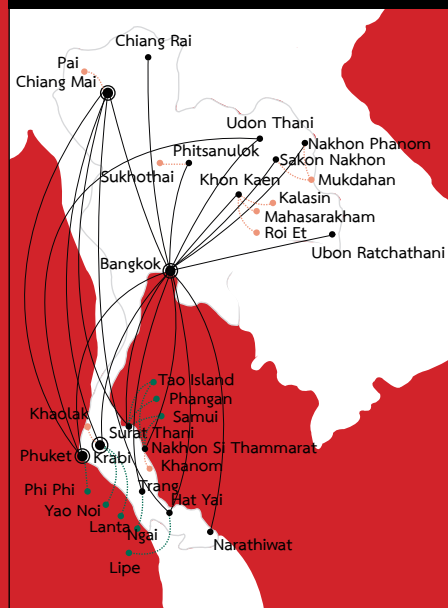 Chiang Rai
Pai
Chiang Mai
Udon Thani
Phitsanulok
Nakhon Phanom
Sakon Nakhon
Sukhothai
Khon Kaen
Mukdahan
Kalasin
Mahasarakham
Roi Et
Ubon Ratchathani
Bangkok
Tao Island
Phangan
Khaolak
Samui
Surat Thani
Nakhon Si Thammarat
Phuket
Krabi
Khanom
Phi Phi
Trang
Yao Noi
Hat Yai
Lanta
Ngai
Narathiwat
Lipe